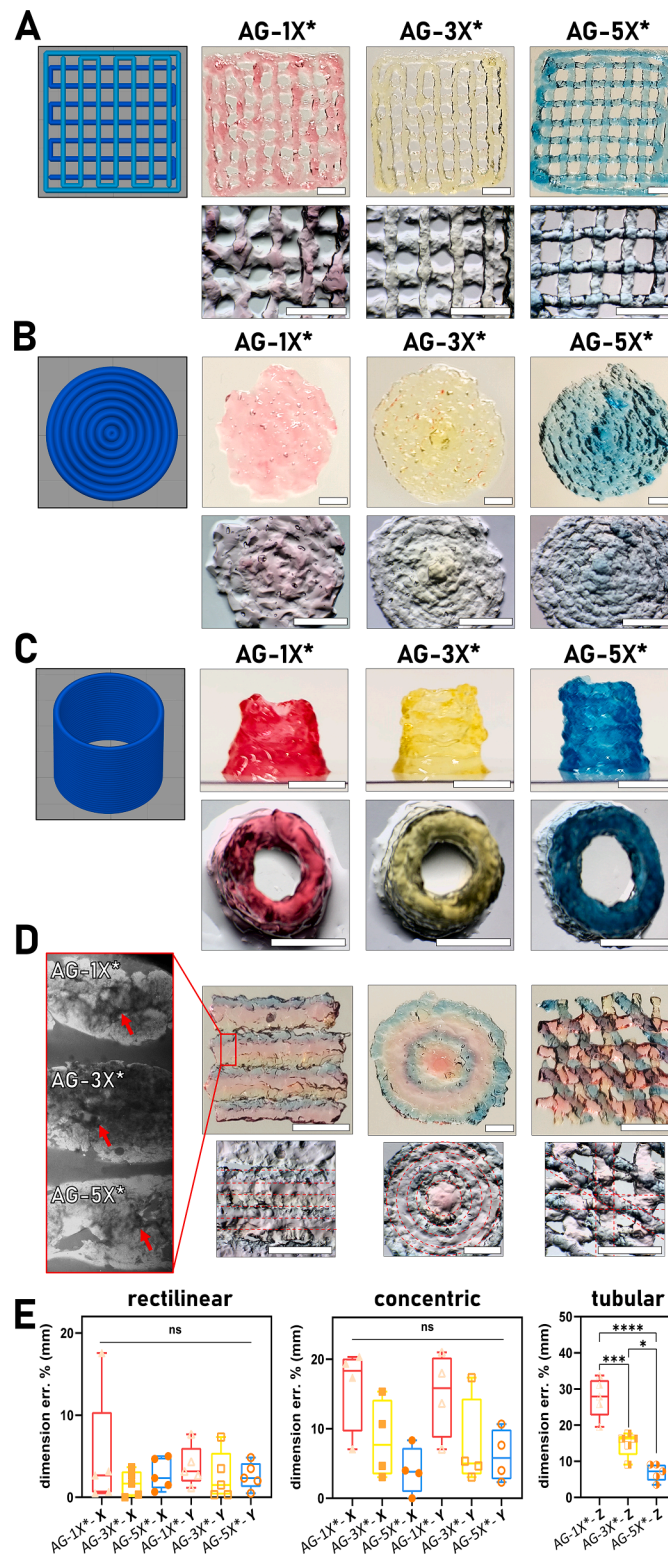 A
AG-1X* AG-3X* AG-5X*
B
AG-1X* AG-3X* AG-5X*
C
AG-1X* AG-3X* AG-5X*
D
AG-1X*
AG-3X*
AG-5X*
E
rectilinear concentric tubular
dimension err. % (mm)
20
10
0
ns
AG-1X*-X
AG-3X*-X
AG-5X*-X
AG-1X*-Y
AG-3X*-Y
AG-5X*-Y
dimension err. % (mm)
20
10
0
ns
AG-1X*-X
AG-3X*-X
AG-5X*-X
AG-1X*-Y
AG-3X*-Y
AG-5X*-Y
dimension err. % (mm)
50
40
30
20
10
0
****
*
***
AG-1X*-Z
AG-3X*-Z
AG-5X*-Z